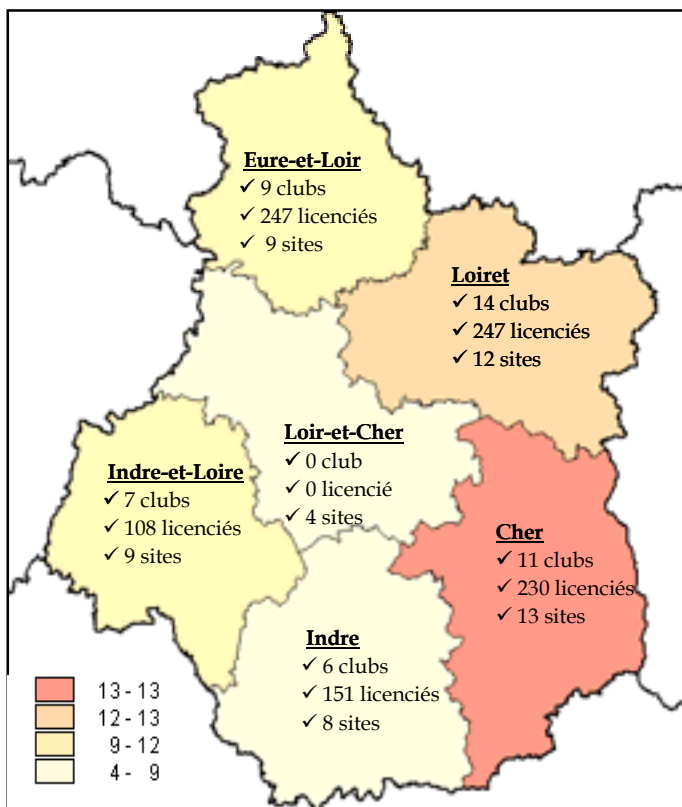 Eure-et-Loir
✓ 9 clubs
✓ 247 licenciés
✓ 9 sites
Loiret
✓ 14 clubs
✓ 247 licenciés
✓ 12 sites
Loir-et-Cher
✓ 0 club
✓ 0 licencié
✓ 4 sites
Indre-et-Loire
✓ 7 clubs
✓ 108 licenciés
✓ 9 sites
Cher
✓ 11 clubs
✓ 230 licenciés
✓ 13 sites
Indre
✓ 6 clubs
✓ 151 licenciés
✓ 8 sites
13 - 13
12 - 13
9 - 12
4 - 9